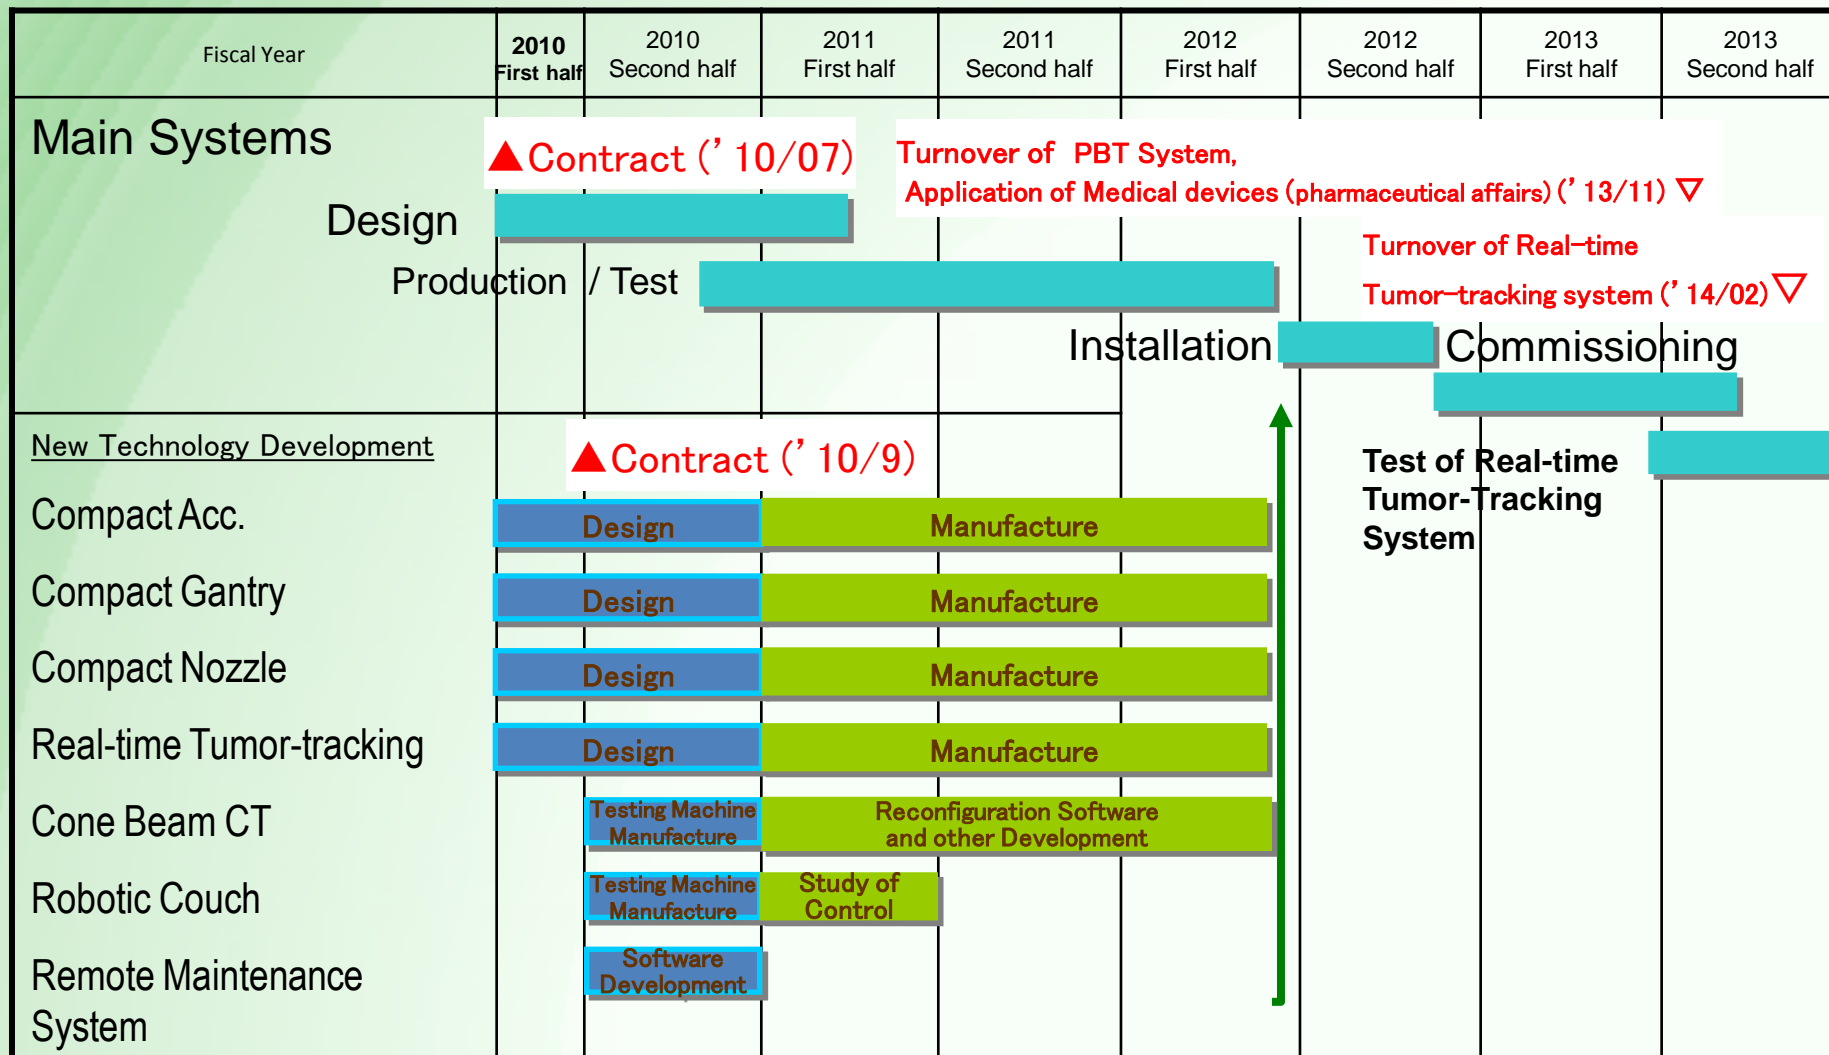 Fiscal Year
2010
First half
2010
Second half
2011
First half
2011
Second half
2012
First half
2012
Second half
2013
First half
2013
Second half
Main Systems
▲Contract (’10/07)
Turnover of PBT System,
Application of Medical devices (pharmaceutical affairs) (’13/11) ▽
Design
Turnover of Real-time
Tumor-tracking system (’14/02) ▽
Production / Test
Installation
Commissioning
New Technology Development
▲Contract (’10/9)
Test of Real-time
Tumor-Tracking
System
Compact Acc.
Design
Manufacture
Compact Gantry
Design
Manufacture
Compact Nozzle
Design
Manufacture
Real-time Tumor-tracking
Design
Manufacture
Cone Beam CT
Testing Machine
Manufacture
Reconfiguration Software
and other Development
Robotic Couch
Testing Machine
Manufacture
Study of
Control
Remote Maintenance
System
Software
Development